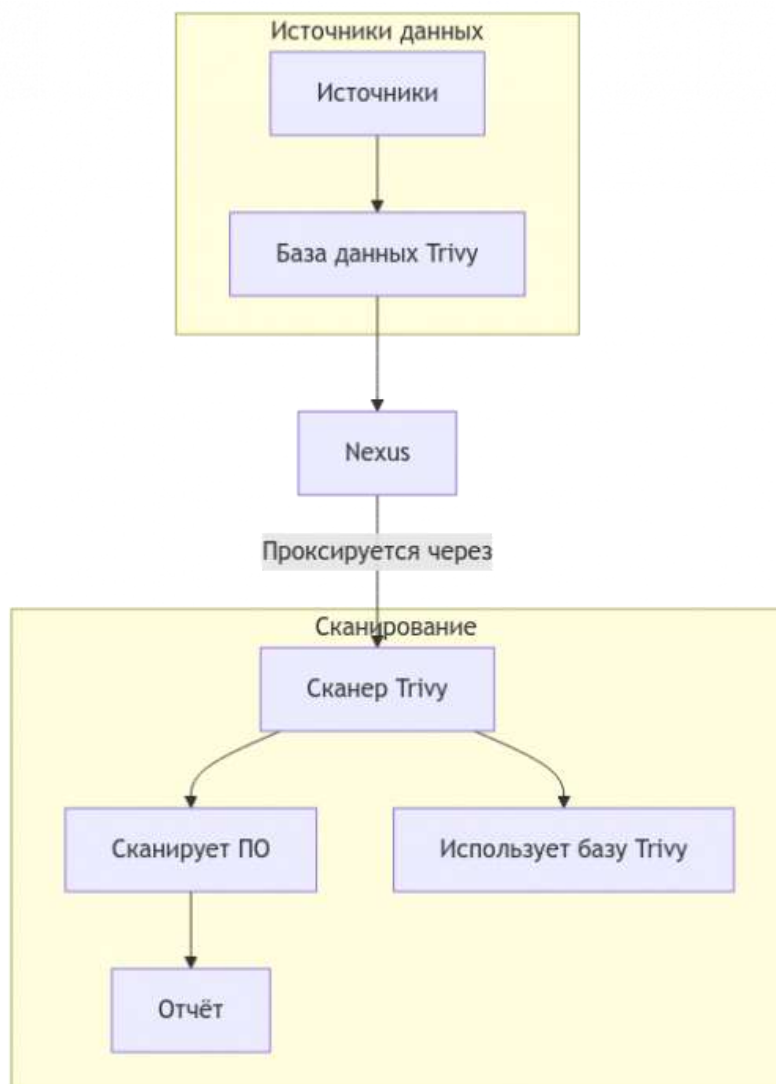 Источники данных
Источники
База данных Trivy
Nexus
Проксируется через
Сканирование
Сканер Trivy
Сканирует ПО
Использует базу Trivy
Отчёт